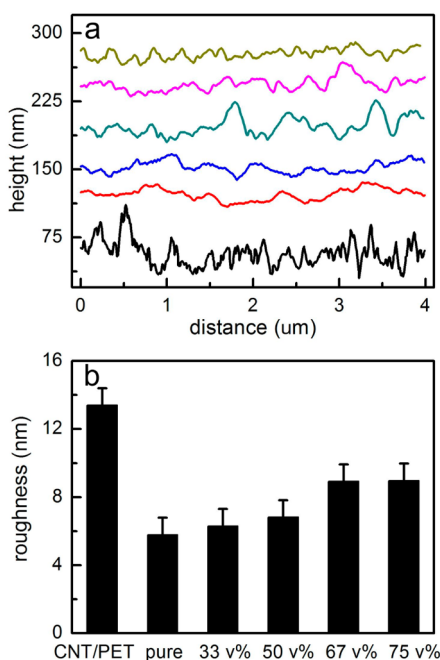 a
300
225
150
75
height (nm)
0 1 2 3 4
distance (um)
b
16
12
8
6
0
roughness (nm)
CNT/PET pure 33 v% 50 v% 67 v% 75 v%